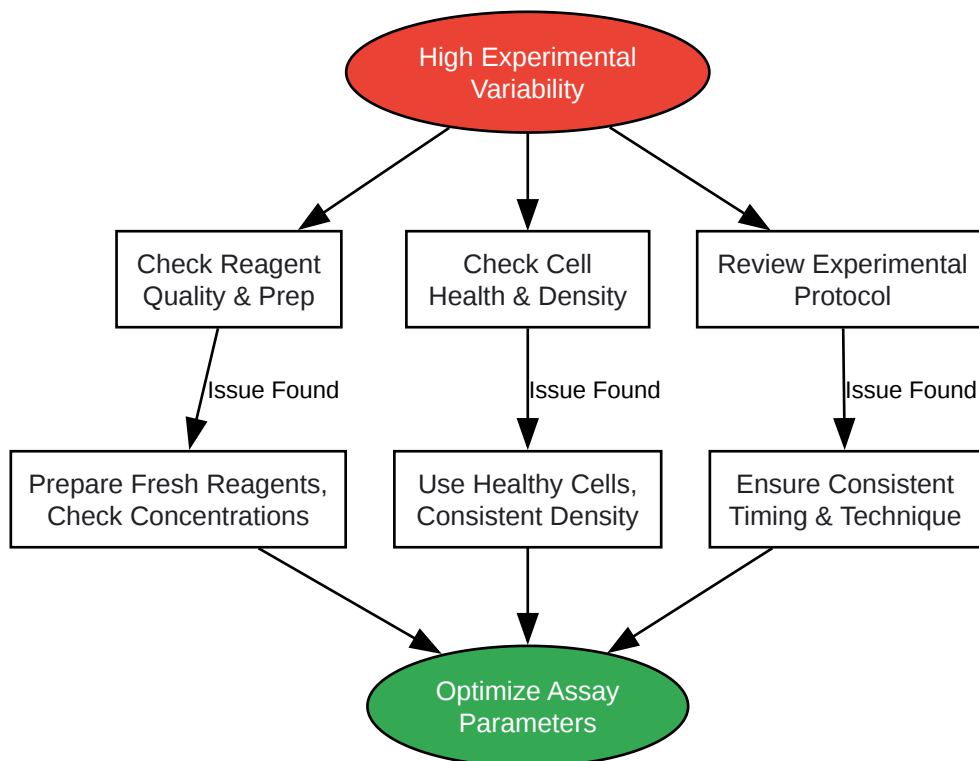 High Experimental
Variability
Check Reagent
Quality & Prep
Check Cell
Health & Density
Review Experimental
Protocol
Issue Found
Issue Found
Issue Found
Prepare Fresh Reagents,
Check Concentrations
Use Healthy Cells,
Consistent Density
Ensure Consistent
Timing & Technique
Optimize Assay
Parameters